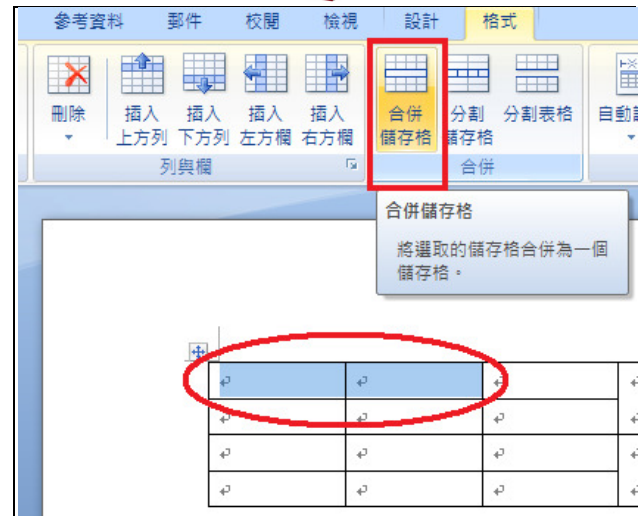 參考資料 郵件 校閱 檢視 設計 格式
刪除 插入 插入 插入 插入 合併 分割 分割表格
上方列 下方列 左方欄 右方欄 儲存格 儲存格
列與欄 合併
合併儲存格
將選取的儲存格合併為一個
儲存格。